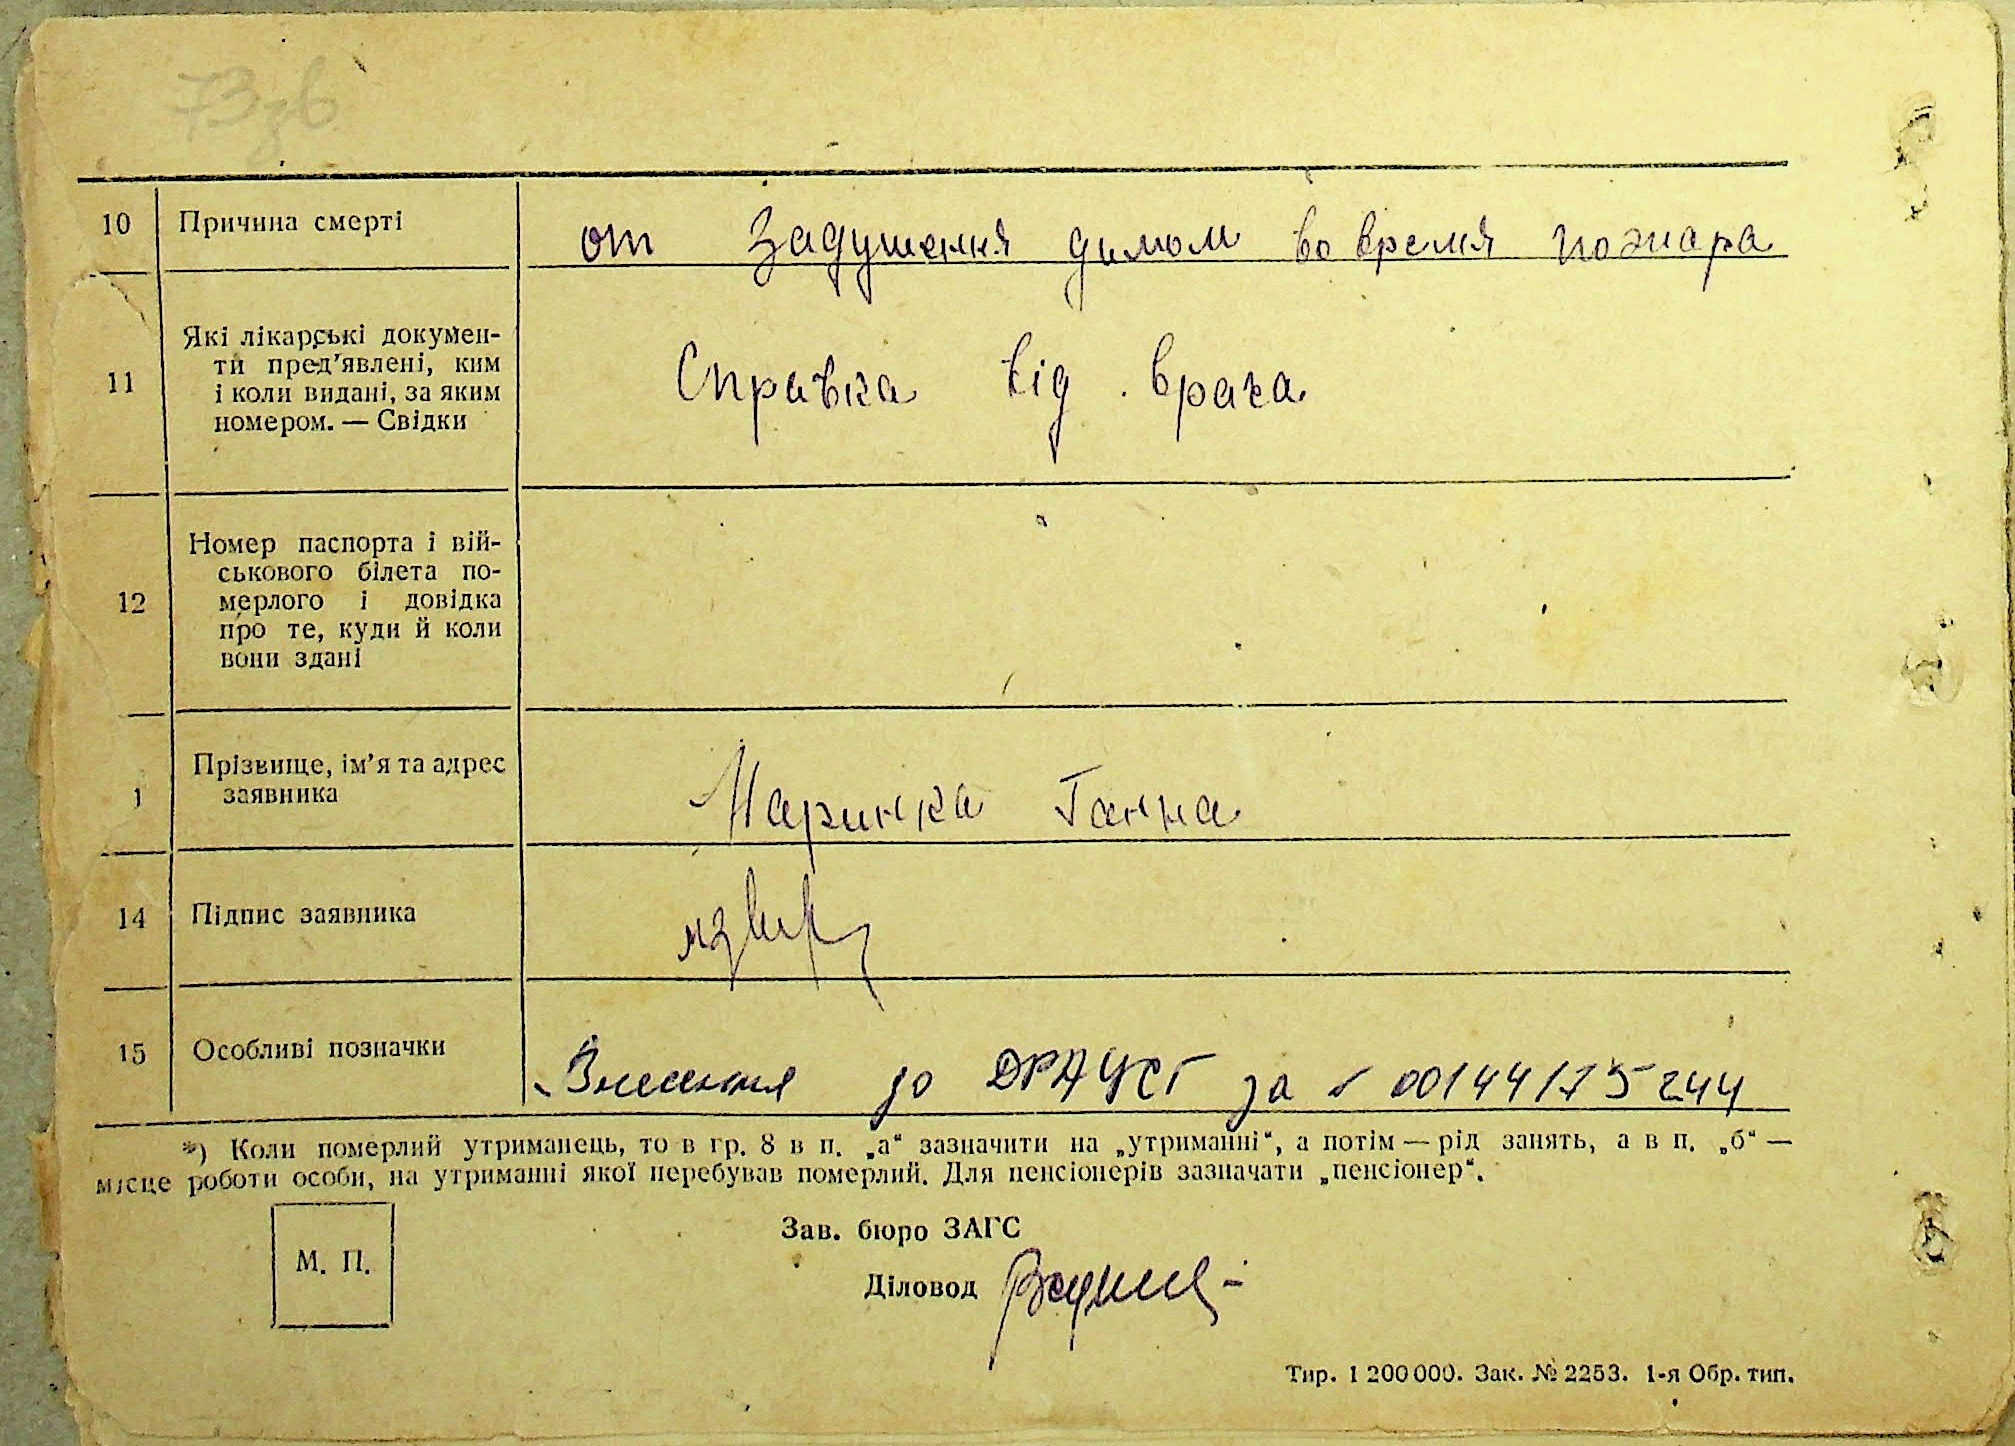 73зв
10 Причина смерті от Задушення димом во время пожара
11 Які лікарські докумен-
ти пред'явлені, ким
і коли видані, за яким
номером. — Свідки
Справка від врача.
Номер паспорта і вій-
ськового білета по-
12 мерлого і довідка
про те, куди й коли
вони здані
Прізвище, ім'я та адрес
1 заявника
Маринка Ганна
14 Підпис заявника
15 Особливі позначки Внесення до ДРАЦСГ за 00144175244
*) Коли померлий утриманець, то в гр. 8 в п. „а“ зазначити на „утриманні“, а потім — рід занять, а в п. „б“ —
місце роботи особи, на утриманні якої перебував померлий. Для пенсіонерів зазначати „пенсіонер“.
М. П.
Зав. бюро ЗАГС
Діловод
Тир. 1 200 000. Зак. № 2253. 1-я Обр. тип.